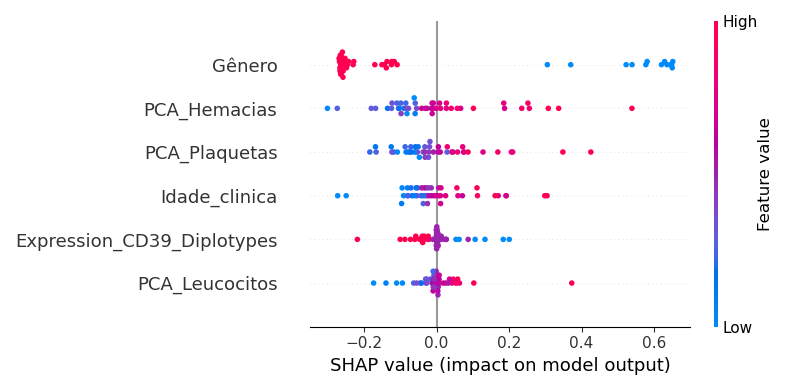 High
Gênero
PCA_Hemacias
PCA_Plaquetas
Idade_clinica
Expression_CD39_Diplotypes
PCA_Leucocitos
Feature value
Low
−0.2 0.0 0.2 0.4 0.6
SHAP value (impact on model output)